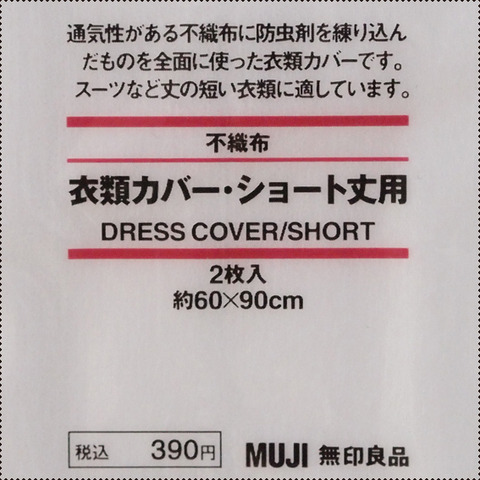 通気性がある不織布に防虫剤を練り込ん
だものを全面に使った衣類カバーです。
スーツなど丈の短い衣類に適しています。
不織布
衣類カバー・ショート丈用
DRESS COVER/SHORT
2枚入
約60×90cm
税込 390円
MUJI 無印良品